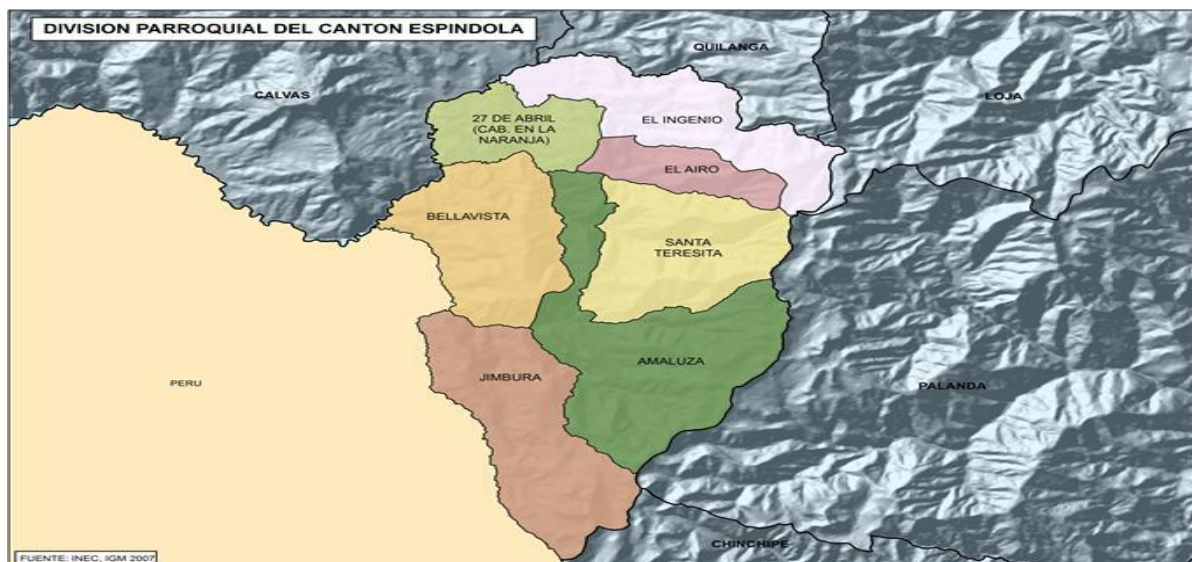 DIVISION PARROQUIAL DEL CANTON ESPINDOLA
QUILANGA
CALVAS
LOJA
27 DE ABRIL
(CAB. EN LA
NARANJA)
EL INGENIO
EL AIRO
BELLAVISTA
SANTA
TERESITA
AMALUZA
JIMBURA
PERU
PALANDA
CHINCHIPE
FUENTE: INEC, IGM 2007